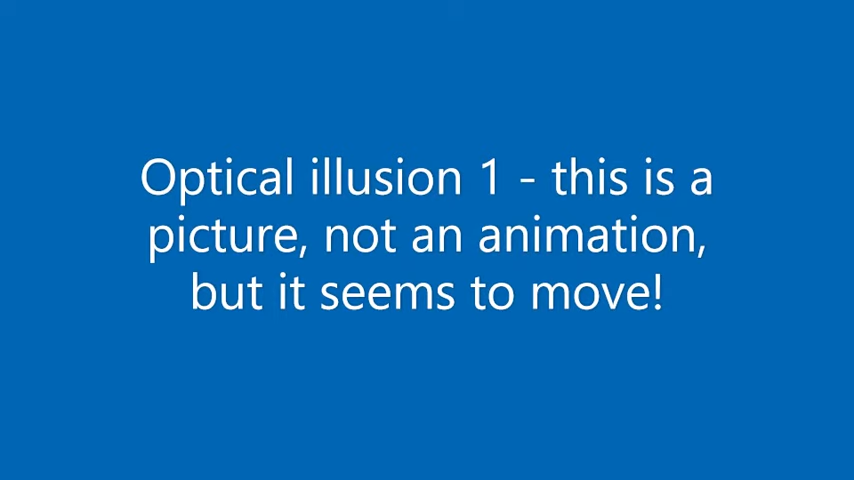 Optical illusion 1 - this is a
picture, not an animation,
but it seems to move!